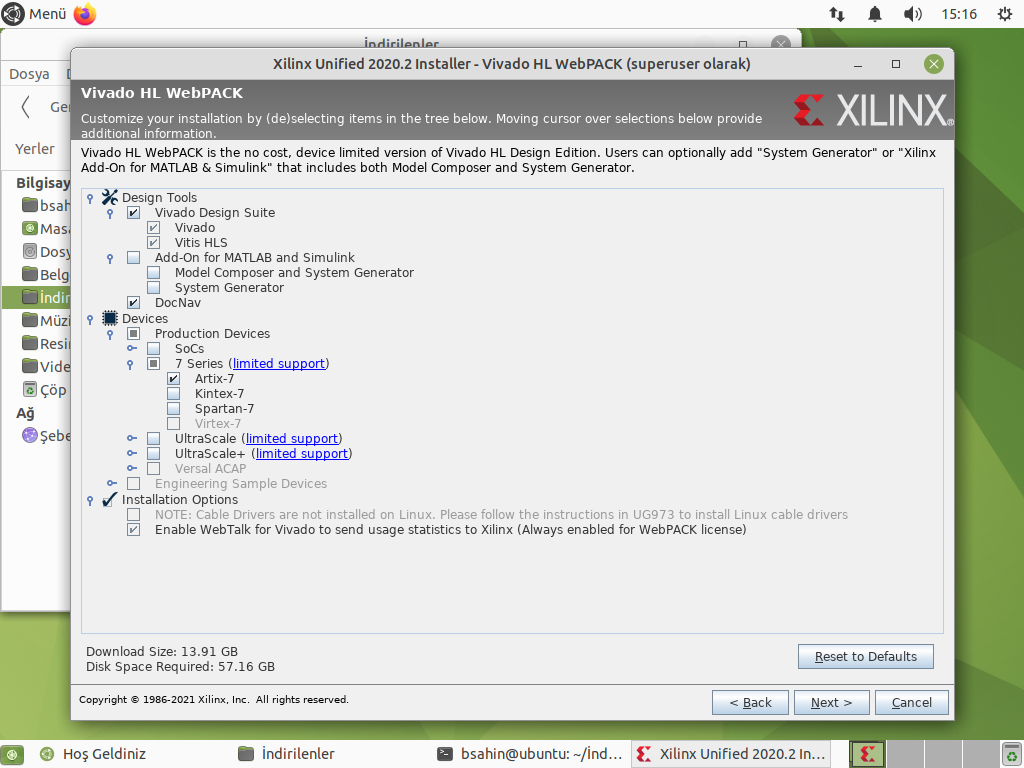 Menü
15:16
İndirilenler
Dosya
Yerler
Bilgisay
bsah
Masa
Dosy
Belg
İndir
Müzi
Resi
Vide
Çöp
Ağ
Şebe
Xilinx Unified 2020.2 Installer - Vivado HL WebPACK (superuser olarak)
Vivado HL WebPACK
Customize your installation by (de)selecting items in the tree below. Moving cursor over selections below provide
additional information.
XILINX®
Vivado HL WebPACK is the no cost, device limited version of Vivado HL Design Edition. Users can optionally add "System Generator" or "Xilinx
Add-On for MATLAB & Simulink" that includes both Model Composer and System Generator.
Design Tools
Vivado Design Suite
Vivado
Vitis HLS
Add-On for MATLAB and Simulink
Model Composer and System Generator
System Generator
DocNav
Devices
Production Devices
SoCs
7 Series (limited support)
Artix-7
Kintex-7
Spartan-7
Virtex-7
UltraScale (limited support)
UltraScale+ (limited support)
Versal ACAP
Engineering Sample Devices
Installation Options
NOTE: Cable Drivers are not installed on Linux. Please follow the instructions in UG973 to install Linux cable drivers
Enable WebTalk for Vivado to send usage statistics to Xilinx (Always enabled for WebPACK license)
Download Size: 13.91 GB
Disk Space Required: 57.16 GB
Reset to Defaults
Copyright © 1986-2021 Xilinx, Inc. All rights reserved.
< Back
Next >
Cancel
Hoş Geldiniz
İndirilenler
bsahin@ubuntu: ~/İnd...
Xilinx Unified 2020.2 In...